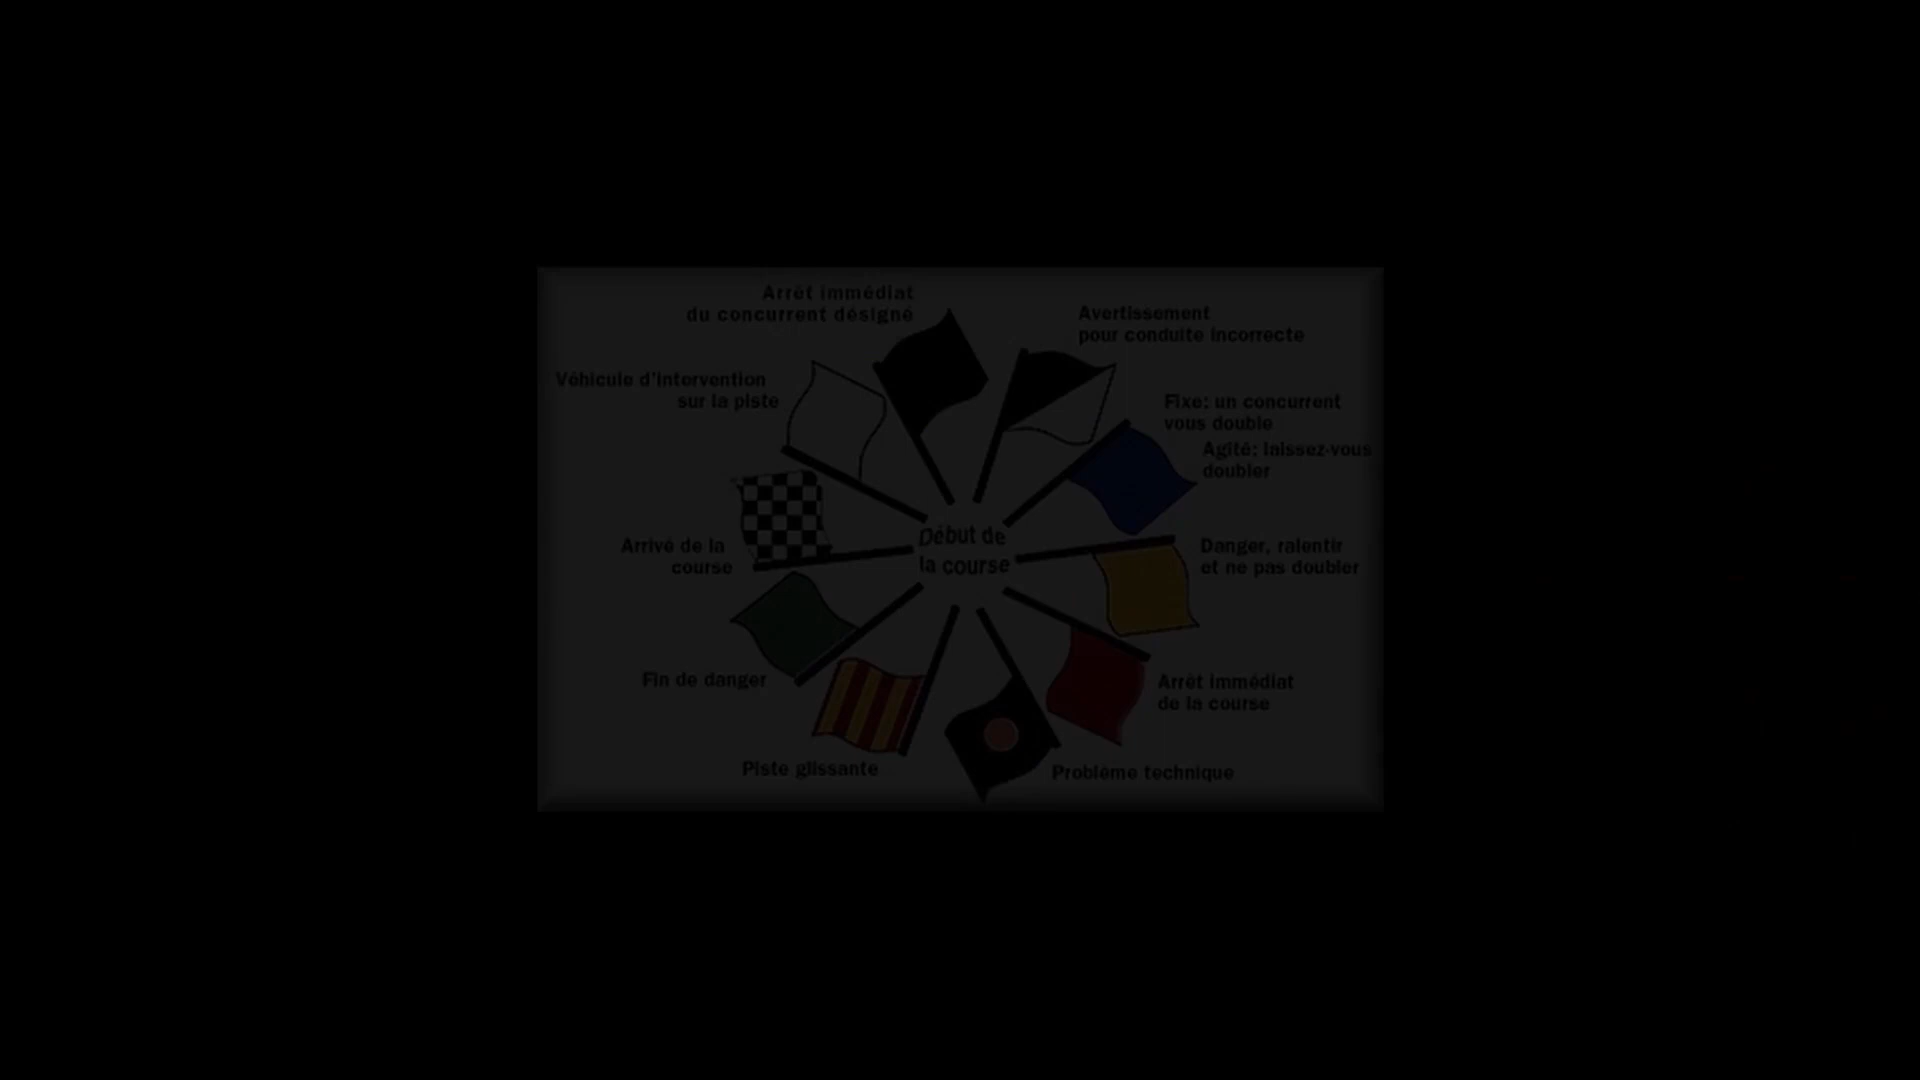 Arrêt immédiat
du concurrent désigné
Avertissement
pour conduite incorrecte
Véhicule d'intervention
sur la piste
Fixe: un concurrent
vous double
Agité: laissez-vous
doubler
Début de
la course
Arrivé de la
course
Danger, ralentir
et ne pas doubler
Fin de danger
Arrêt immédiat
de la course
Piste glissante
Problème technique